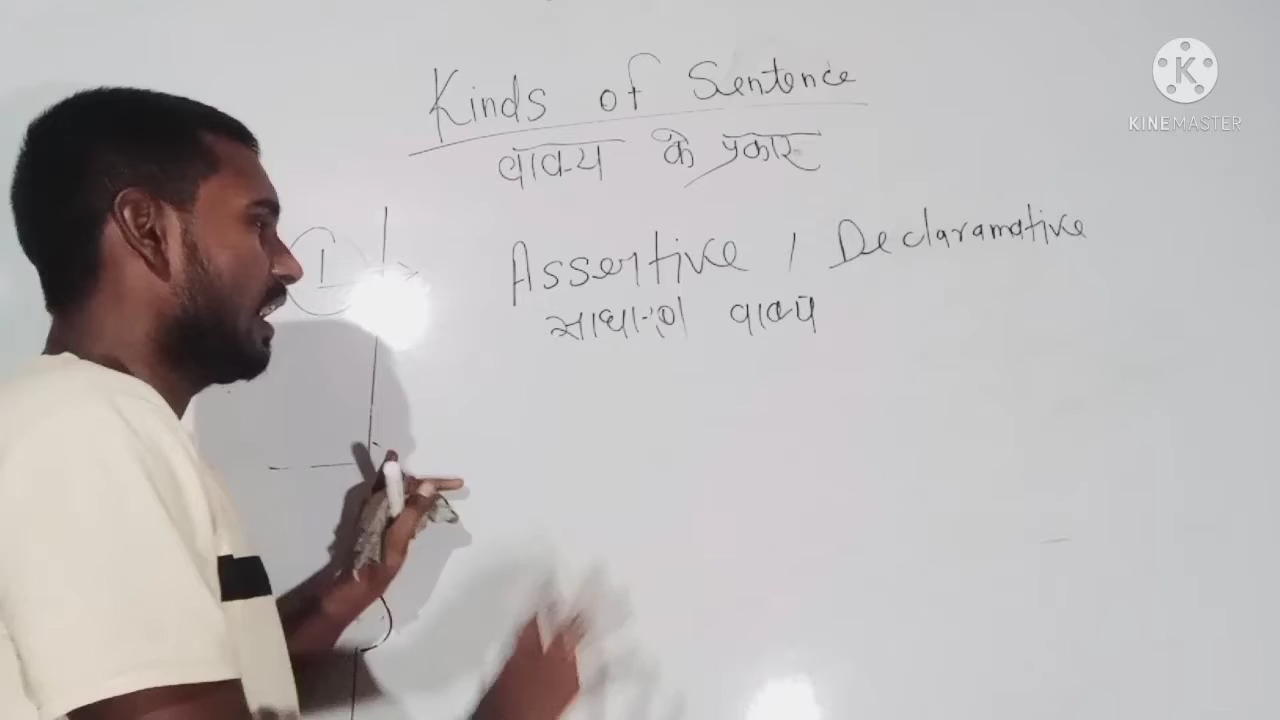 Kinds of Sentence
वाक्य के प्रकार
1
Assertive / Declaramative
साधारण वाक्य
K
KINEMASTER